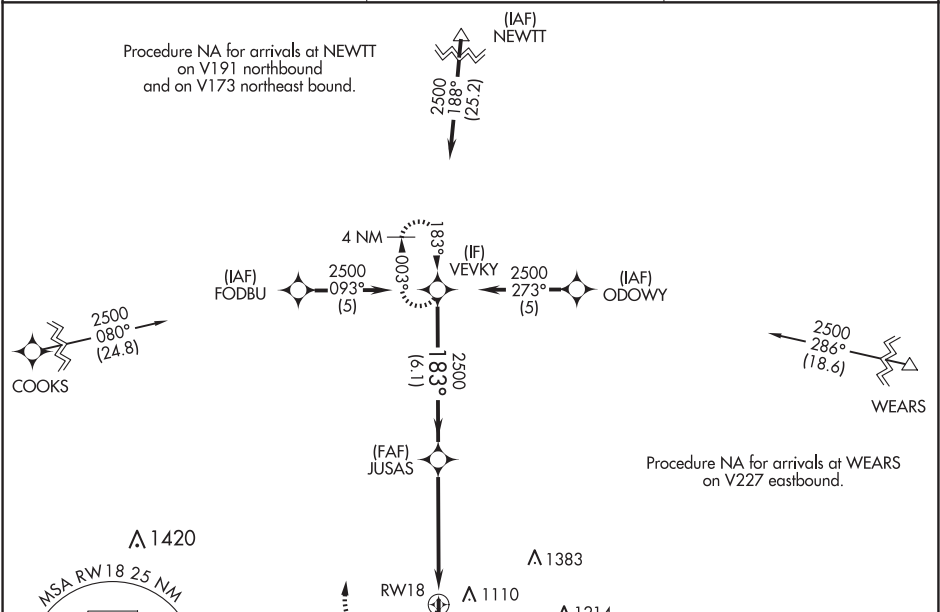 (IAF)
NEWTT
Procedure NA for arrivals at NEWTT
on V191 northbound
and on V173 northeast bound.
2500
188°
(25.2)
4 NM
183°
003°
(IF)
VEVKY
(IAF)
FODBU
2500
093°
(5)
2500
273°
(5)
(IAF)
ODOWY
2500
080°
(24.8)
COOKS
2500
286°
(18.6)
WEARS
2500
183°
(6.1)
(FAF)
JUSAS
Procedure NA for arrivals at WEARS
on V227 eastbound.
1420
1383
MSA RW18 25 NM
RW18
1110
1214